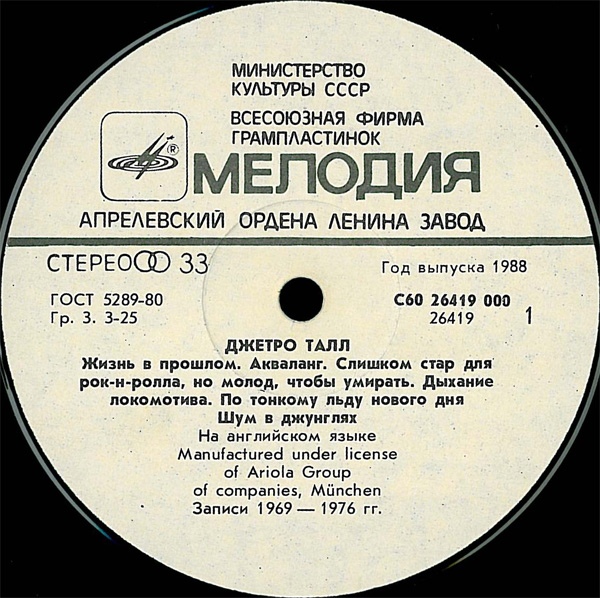 МИНИСТЕРСТВО
КУЛЬТУРЫ СССР
ВСЕСОЮЗНАЯ ФИРМА
ГРАМПЛАСТИНОК
®
МЕЛОДИЯ
АПРЕЛЕВСКИЙ ОРДЕНА ЛЕНИНА ЗАВОД
СТЕРЕО 33
Год выпуска 1988
ГОСТ 5289-80
Гр. 3. 3-25
С60 26419 000
26419 1
ДЖЕТРО ТАЛЛ
Жизнь в прошлом. Акваланг. Слишком стар для
рок-н-ролла, но молод, чтобы умирать. Дыхание
локомотива. По тонкому льду нового дня
Шум в джунглях
На английском языке
Manufactured under license
of Ariola Group
of companies, München
Записи 1969 — 1976 гг.